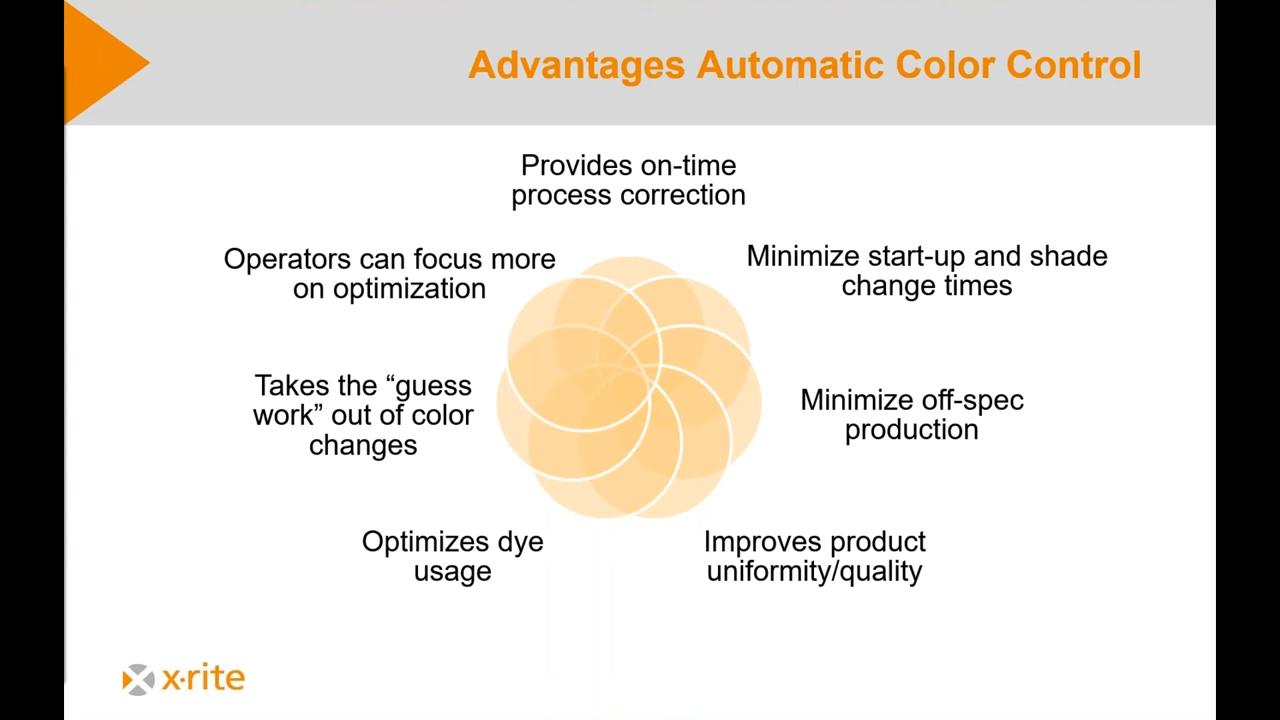 Advantages Automatic Color Control
Provides on-time
process correction
Minimize start-up and shade
change times
Minimize off-spec
production
Improves product
uniformity/quality
Optimizes dye
usage
Takes the “guess
work” out of color
changes
Operators can focus more
on optimization
x·rite